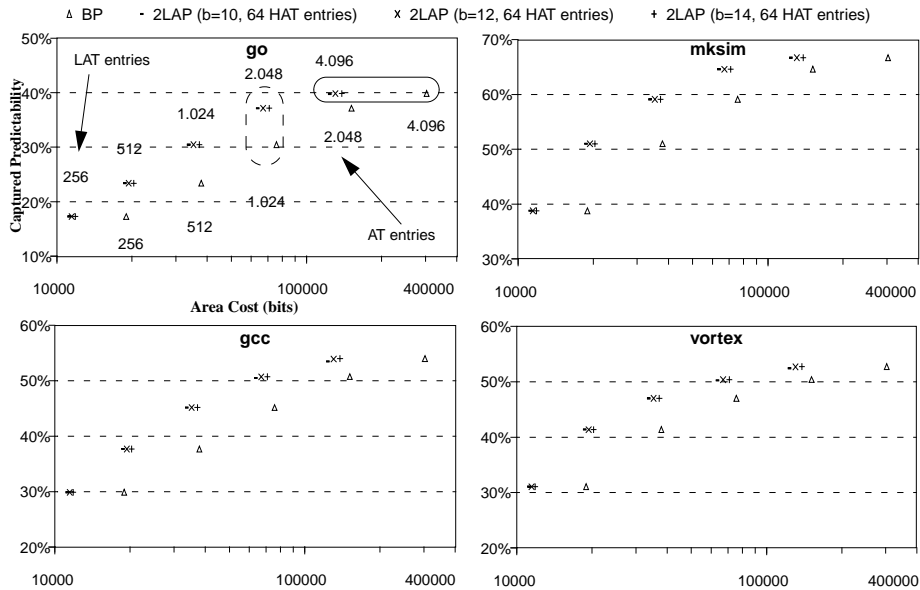 BP - 2LAP (b=10, 64 HAT entries) x 2LAP (b=12, 64 HAT entries) + 2LAP (b=14, 64 HAT entries)
go
LAT entries
50%
40%
30%
20%
10%
Captured Predictability
256
512
1.024
2.048
4.096
256
512
1.024
2.048
4.096
AT entries
10000 100000 400000
Area Cost (bits)
mksim
70%
60%
50%
40%
30%
10000 100000 400000
gcc
60%
50%
40%
30%
20%
10000 100000 400000
vortex
60%
50%
40%
30%
20%
10000 100000 400000